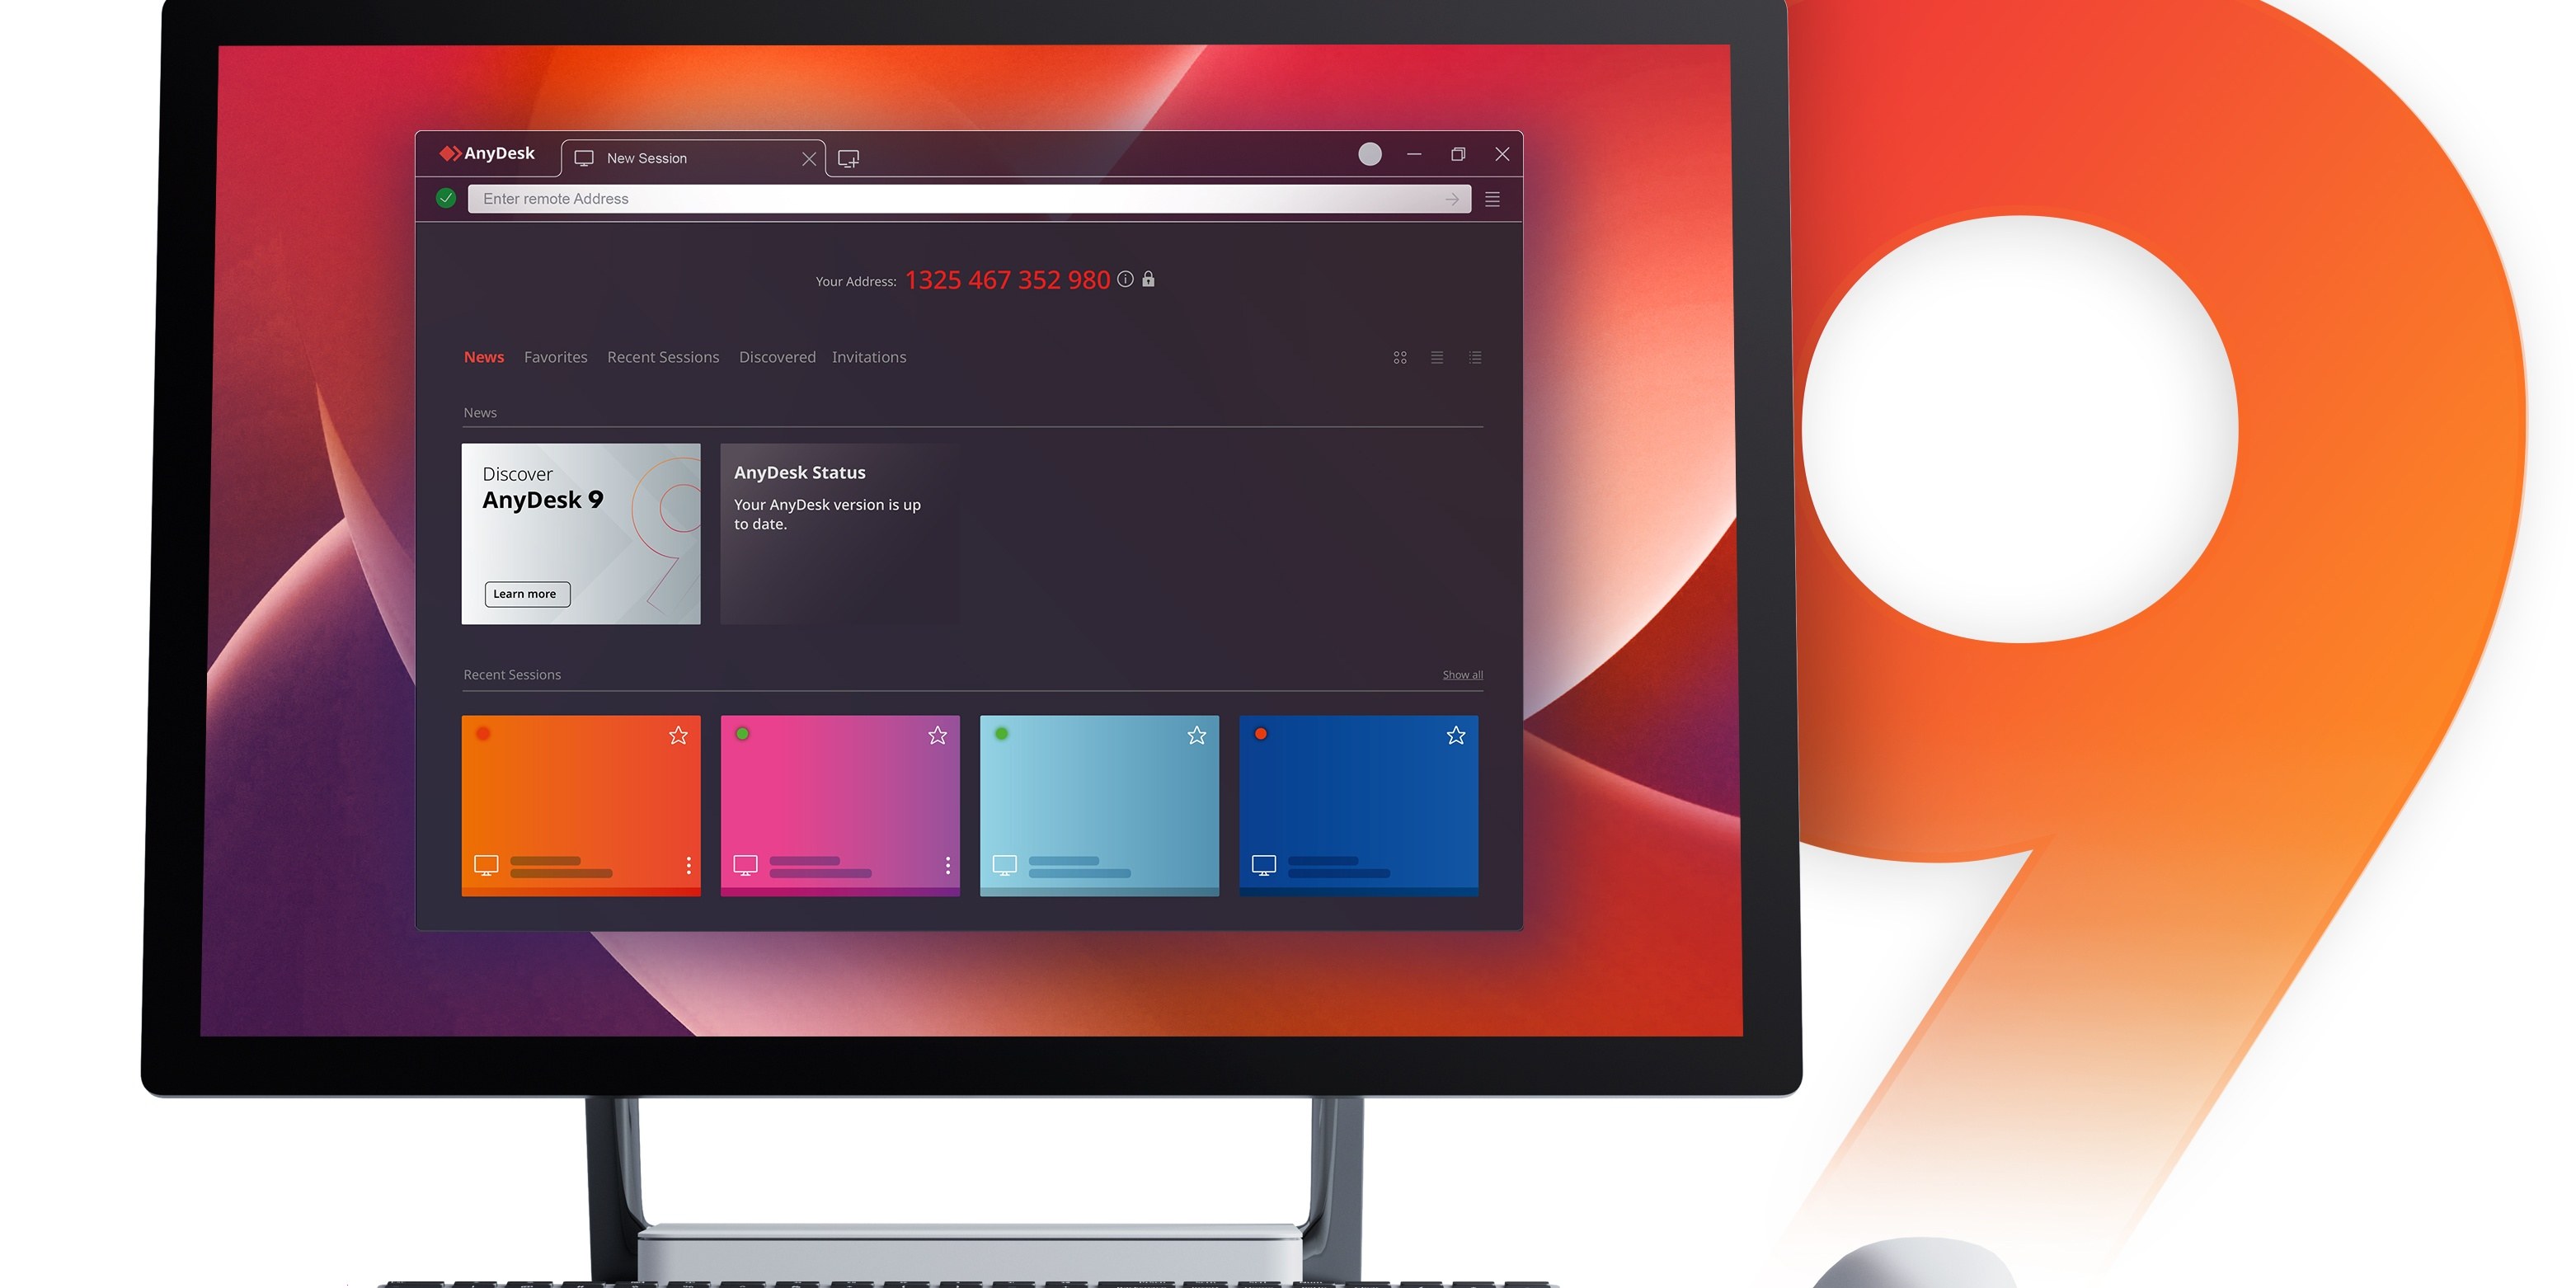 AnyDesk
New Session
Enter remote Address
Your Address: 1325 467 352 980
News Favorites Recent Sessions Discovered Invitations
News
Discover
AnyDesk 9
Learn more
AnyDesk Status
Your AnyDesk version is up
to date.
Recent Sessions
Show all
9